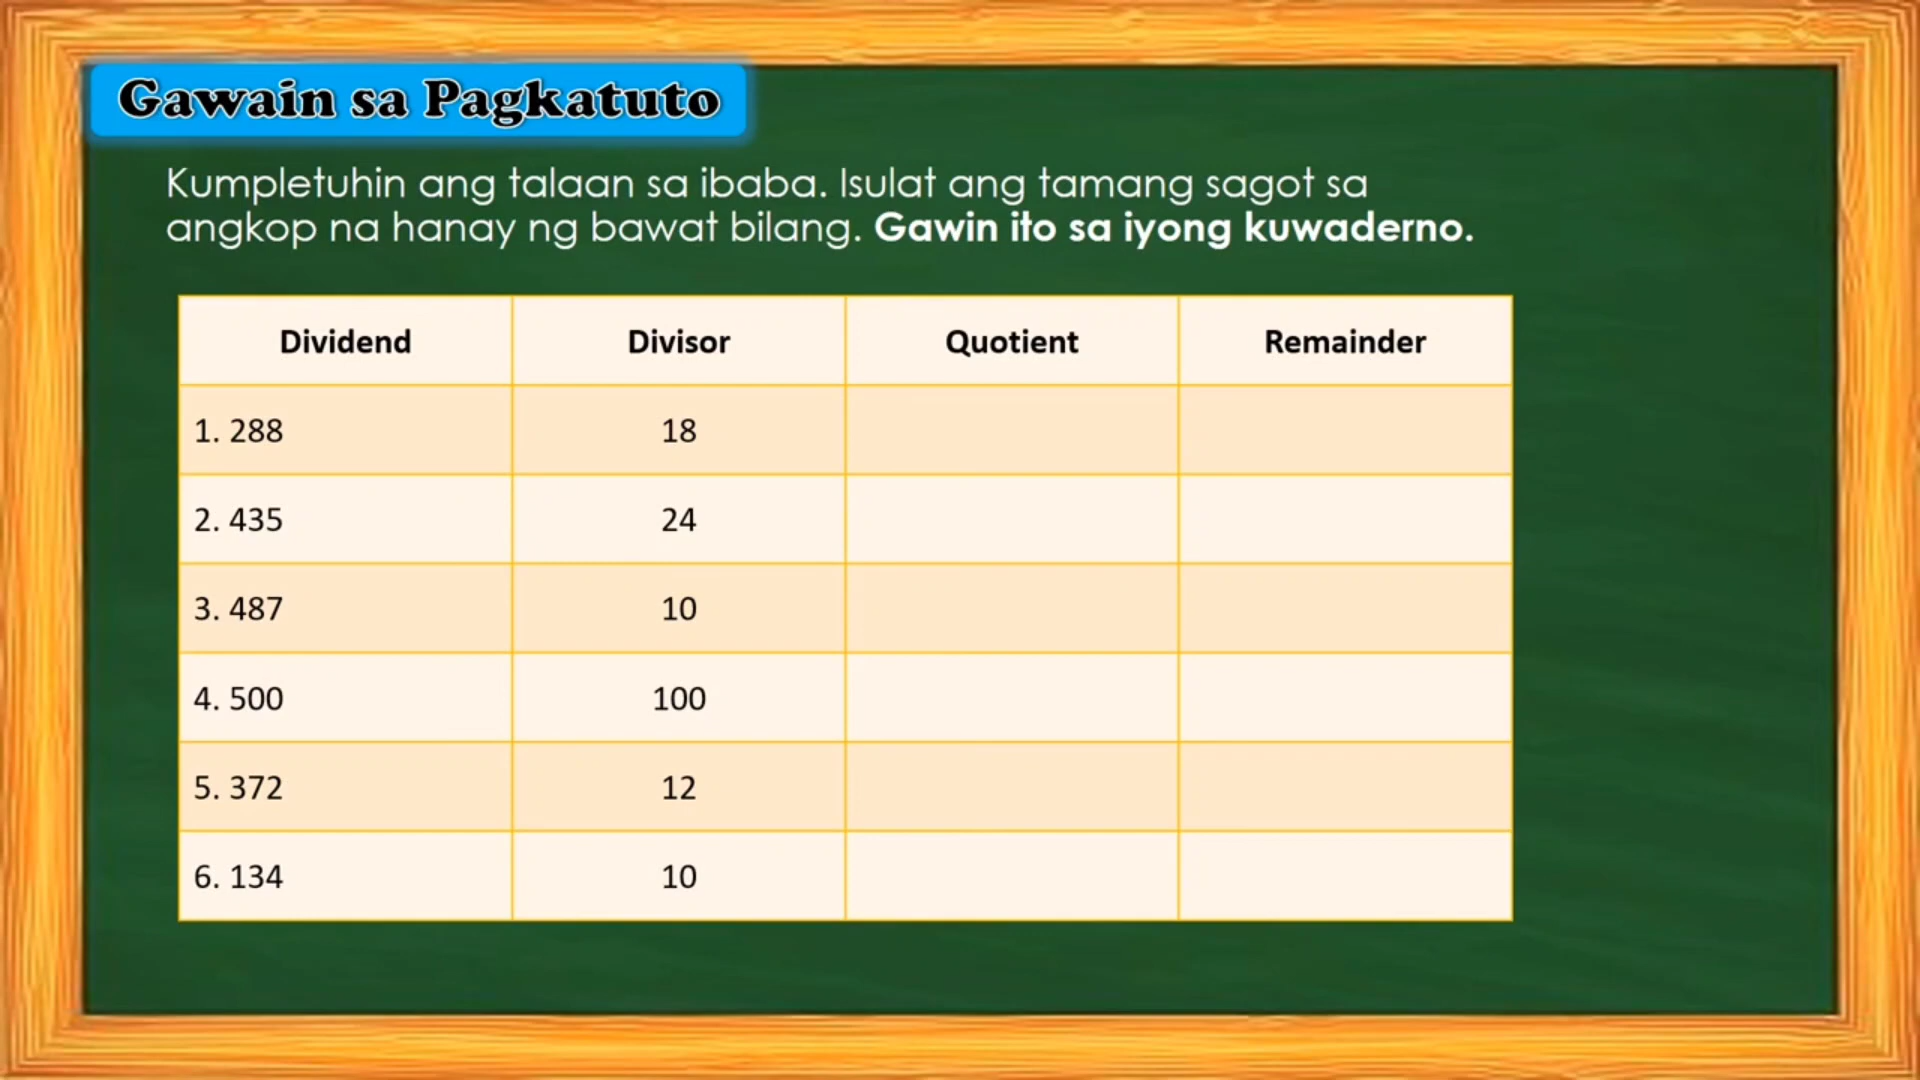 Gawain sa Pagkatuto
Kumpletuhin ang talaan sa ibaba. Isulat ang tamang sagot sa
angkop na hanay ng bawat bilang. Gawin ito sa iyong kuwaderno.
Dividend Divisor Quotient Remainder
1. 288 18
2. 435 24
3. 487 10
4. 500 100
5. 372 12
6. 134 10